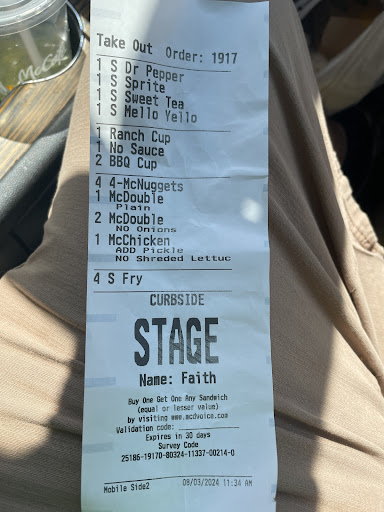 McCafé
Take Out Order: 1917
1 S Dr Pepper
1 S Sprite
1 S Sweet Tea
1 S Mello Yello
1 Ranch Cup
1 No Sauce
2 BBQ Cup
4 4-McNuggets
1 McDouble
Plain
2 McDouble
NO Onions
1 McChicken
ADD Pickle
NO Shreded Lettuc
4 S Fry
CURBSIDE
STAGE
Name: Faith
Buy One Get One Any Sandwich
(equal or lesser value)
by visiting www.mcdvoice.com
Validation code:
Expires in 30 days
Survey Code
25186-19170-80324-11337-00214-0
Mobile Side2 08/03/2024 11:34 AM